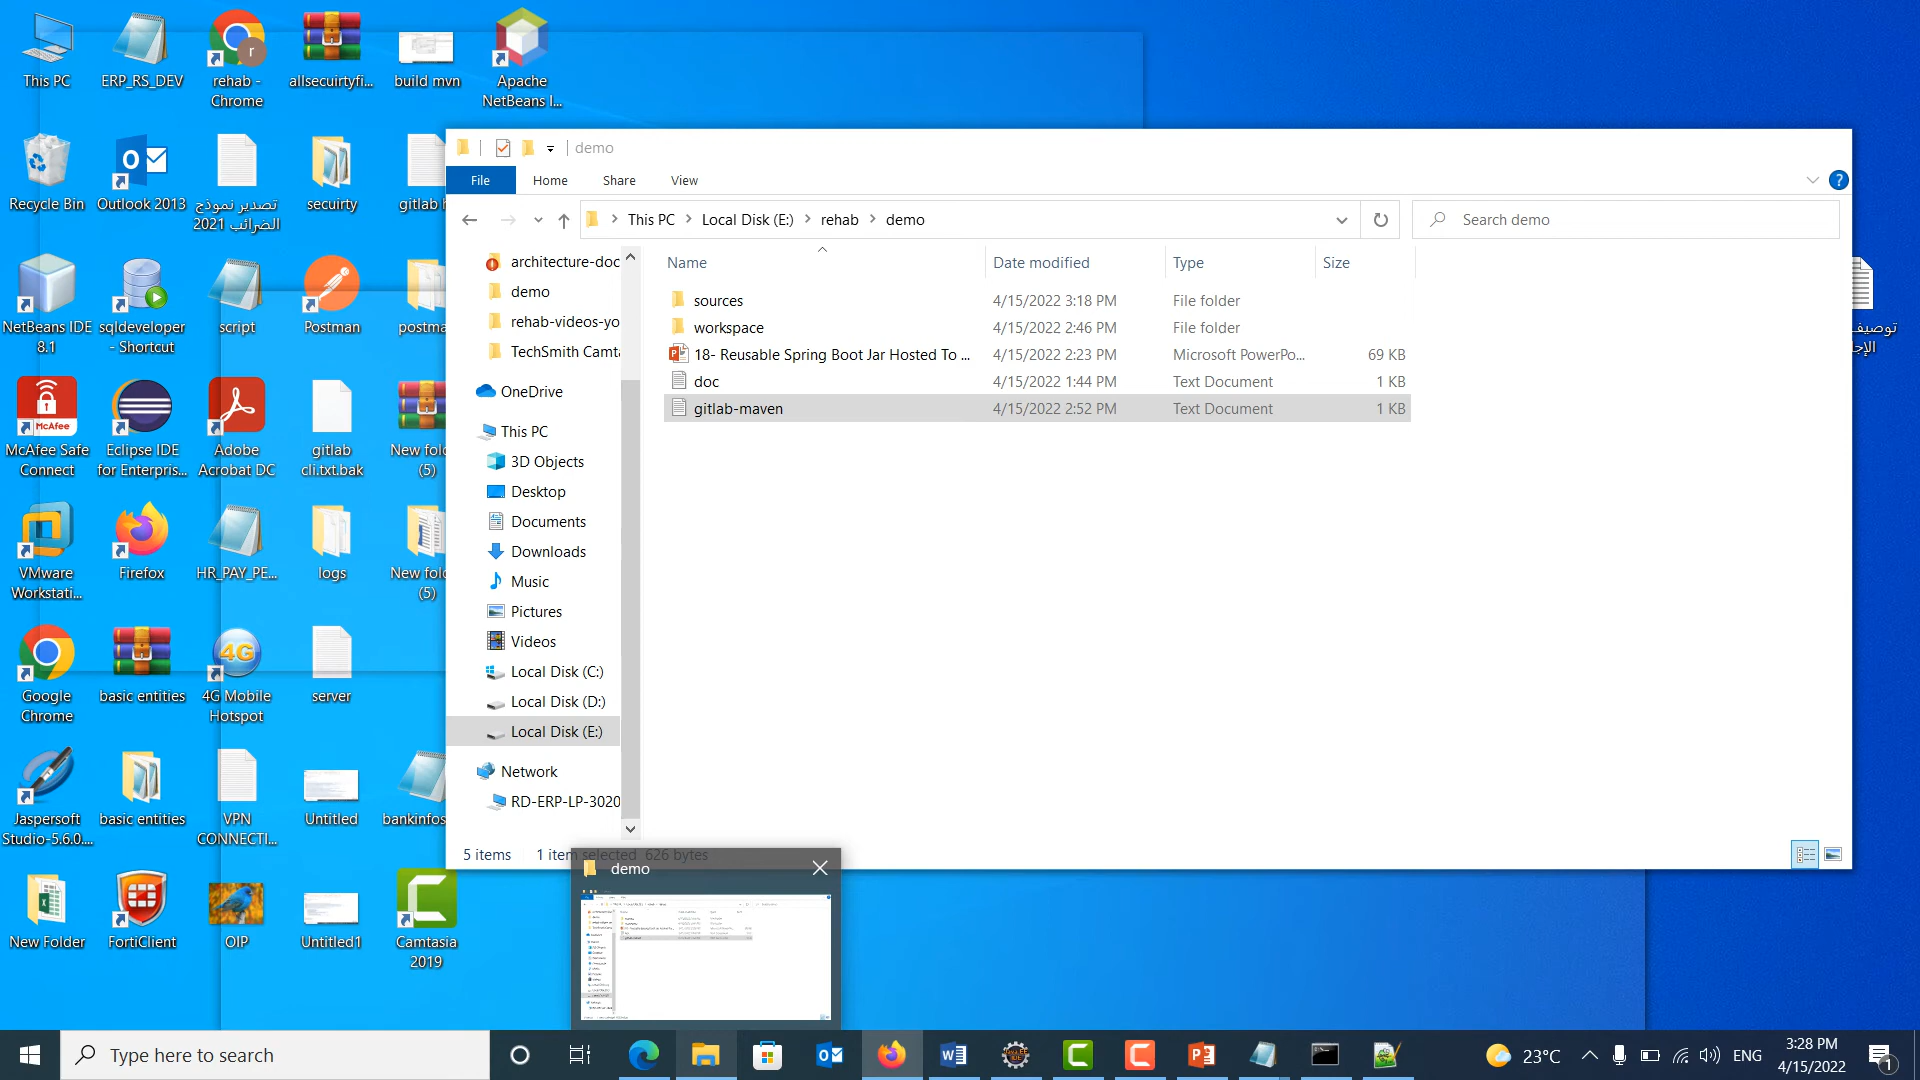 This PC
ERP_RS_DEV
rehab -
Chrome
allsecuirtyfi...
build mvn
Apache
NetBeans I...
Recycle Bin
Outlook 2013
تصدير نموذج
الضرائب 2021
secuirty
gitlab
NetBeans IDE
8.1
sqldeveloper
- Shortcut
script
Postman
postma
McAfee
McAfee Safe
Connect
Eclipse IDE
for Enterpris...
Adobe
Acrobat DC
gitlab
cli.txt.bak
New fol
(5)
VMware
Workstati...
Firefox
HR_PAY_PE...
logs
New fol
(5)
Google
Chrome
basic entities
4G
4G Mobile
Hotspot
server
Jaspersoft
Studio-5.6.0....
basic entities
VPN
CONNECTI...
Untitled
bankinfos
New Folder
FortiClient
OIP
Untitled1
Camtasia
2019
توصيف
demo
File
Home
Share
View
This PC
Local Disk (E:)
rehab
demo
Search demo
architecture-doc
demo
rehab-videos-yo
TechSmith Camta
OneDrive
This PC
3D Objects
Desktop
Documents
Downloads
Music
Pictures
Videos
Local Disk (C:)
Local Disk (D:)
Local Disk (E:)
Network
RD-ERP-LP-3020
Name
Date modified
Type
Size
sources 4/15/2022 3:18 PM File folder
workspace 4/15/2022 2:46 PM File folder
18- Reusable Spring Boot Jar Hosted To ... 4/15/2022 2:23 PM Microsoft PowerPo... 69 KB
doc 4/15/2022 1:44 PM Text Document 1 KB
gitlab-maven 4/15/2022 2:52 PM Text Document 1 KB
5 items
1 item selected 626 bytes
demo
Type here to search
23°C
ENG
3:28 PM
4/15/2022
1